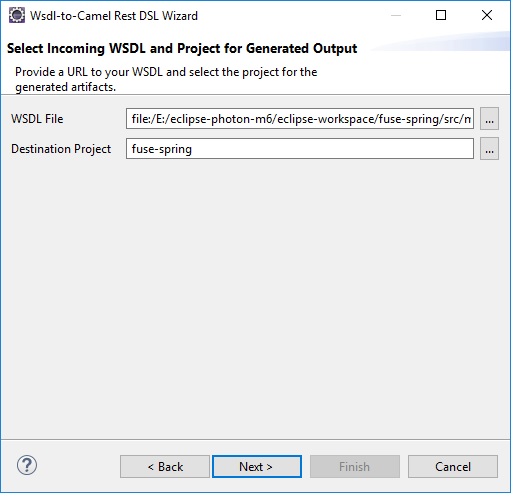 Wsdl-to-Camel Rest DSL Wizard
Select Incoming WSDL and Project for Generated Output
Provide a URL to your WSDL and select the project for the
generated artifacts.
WSDL File file:/E:/eclipse-photon-m6/eclipse-workspace/fuse-spring/src/m ...
Destination Project fuse-spring ...
? < Back Next > Finish Cancel